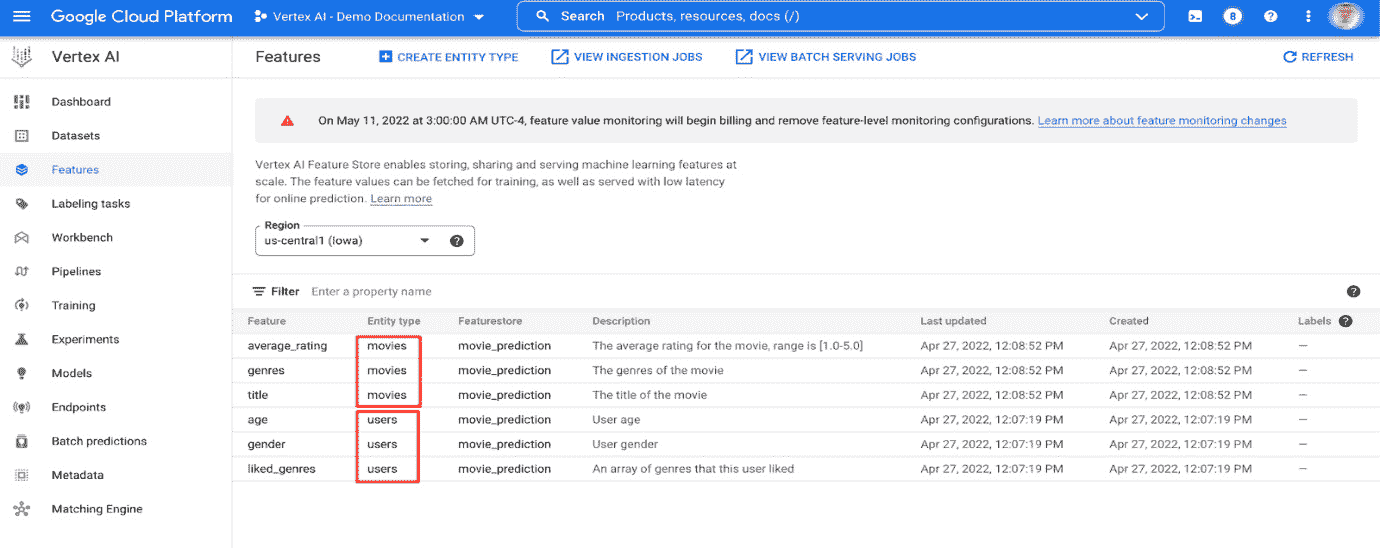 Google Cloud Platform Vertex AI - Demo Documentation Search Products, resources, docs (/) 8 ?
Vertex AI
Features CREATE ENTITY TYPE VIEW INGESTION JOBS VIEW BATCH SERVING JOBS REFRESH
Dashboard
Datasets
Features
Labeling tasks
Workbench
Pipelines
Training
Experiments
Models
Endpoints
Batch predictions
Metadata
Matching Engine
On May 11, 2022 at 3:00:00 AM UTC-4, feature value monitoring will begin billing and remove feature-level monitoring configurations. Learn more about feature monitoring changes
Vertex AI Feature Store enables storing, sharing and serving machine learning features at
scale. The feature values can be fetched for training, as well as served with low latency
for online prediction. Learn more
Region
us-central1 (Iowa) ?
Filter Enter a property name ?
Feature Entity type Featurestore Description Last updated Created Labels ?
average_rating movies movie_prediction The average rating for the movie, range is [1.0-5.0] Apr 27, 2022, 12:08:52 PM Apr 27, 2022, 12:08:52 PM —
genres movies movie_prediction The genres of the movie Apr 27, 2022, 12:08:52 PM Apr 27, 2022, 12:08:52 PM —
title movies movie_prediction The title of the movie Apr 27, 2022, 12:08:52 PM Apr 27, 2022, 12:08:52 PM —
age users movie_prediction User age Apr 27, 2022, 12:07:19 PM Apr 27, 2022, 12:07:19 PM —
gender users movie_prediction User gender Apr 27, 2022, 12:07:19 PM Apr 27, 2022, 12:07:19 PM —
liked_genres users movie_prediction An array of genres that this user liked Apr 27, 2022, 12:07:19 PM Apr 27, 2022, 12:07:19 PM —